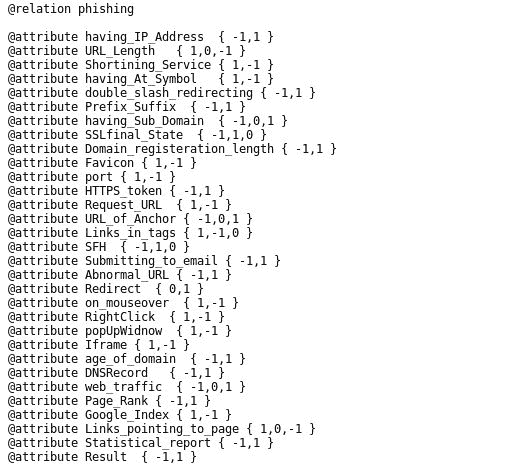 @relation phishing

@attribute having_IP_Address  { -1,1 }
@attribute URL_Length   { 1,0,-1 }
@attribute Shortining_Service { 1,-1 }
@attribute having_At_Symbol   { 1,-1 }
@attribute double_slash_redirecting { -1,1 }
@attribute Prefix_Suffix  { -1,1 }
@attribute having_Sub_Domain  { -1,0,1 }
@attribute SSLfinal_State  { -1,1,0 }
@attribute Domain_registeration_length { -1,1 }
@attribute Favicon { 1,-1 }
@attribute port { 1,-1 }
@attribute HTTPS_token { -1,1 }
@attribute Request_URL  { 1,-1 }
@attribute URL_of_Anchor { -1,0,1 }
@attribute Links_in_tags { 1,-1,0 }
@attribute SFH  { -1,1,0 }
@attribute Submitting_to_email { -1,1 }
@attribute Abnormal_URL { -1,1 }
@attribute Redirect  { 0,1 }
@attribute on_mouseover  { 1,-1 }
@attribute RightClick  { 1,-1 }
@attribute popUpWidnow  { 1,-1 }
@attribute Iframe { 1,-1 }
@attribute age_of_domain  { -1,1 }
@attribute DNSRecord   { -1,1 }
@attribute web_traffic  { -1,0,1 }
@attribute Page_Rank { -1,1 }
@attribute Google_Index { 1,-1 }
@attribute Links_pointing_to_page { 1,0,-1 }
@attribute Statistical_report { -1,1 }
@attribute Result  { -1,1 }